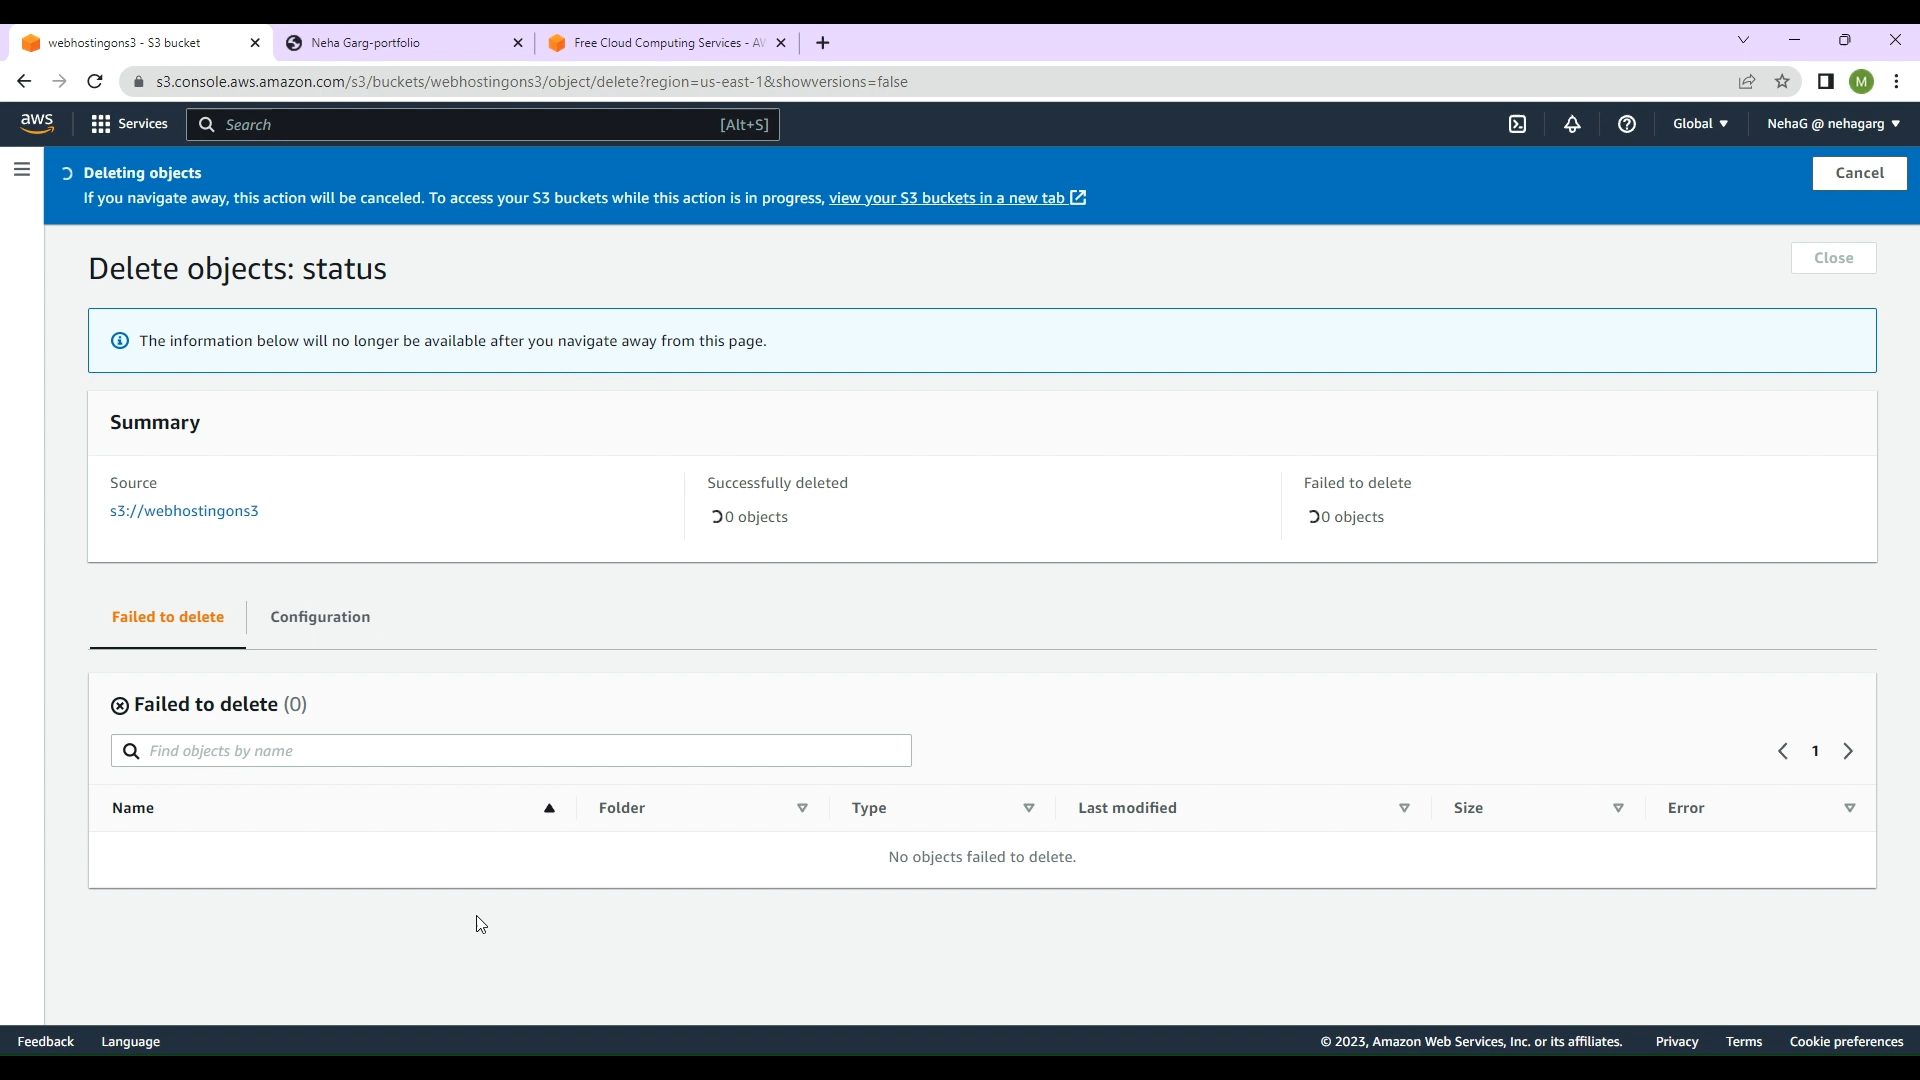 webhostingons3 - S3 bucket
Neha Garg-portfolio
Free Cloud Computing Services - AW
s3.console.aws.amazon.com/s3/buckets/webhostingons3/object/delete?region=us-east-1&showversions=false
M
aws
Services
Search
[Alt+S]
Global
NehaG @ nehagarg
Deleting objects
If you navigate away, this action will be canceled. To access your S3 buckets while this action is in progress, view your S3 buckets in a new tab
Cancel
Delete objects: status
Close
The information below will no longer be available after you navigate away from this page.
Summary
Source
s3://webhostingons3
Successfully deleted
0 objects
Failed to delete
0 objects
Failed to delete
Configuration
Failed to delete (0)
Find objects by name
1
Name
Folder
Type
Last modified
Size
Error
No objects failed to delete.
Feedback
Language
© 2023, Amazon Web Services, Inc. or its affiliates.
Privacy
Terms
Cookie preferences